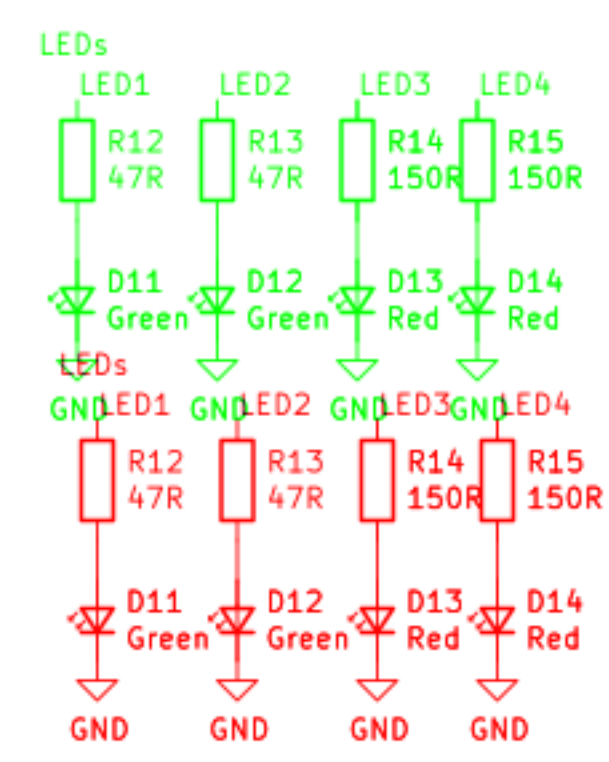 LEDs
LED1 LED2 LED3 LED4
R12 R13 R14 R15
47R 47R 150R 150R
D11 D12 D13 D14
Green Green Red Red
LEDs
GND GND GND GND
LED1 LED2 LED3 LED4
R12 R13 R14 R15
47R 47R 150R 150R
D11 D12 D13 D14
Green Green Red Red
GND GND GND GND